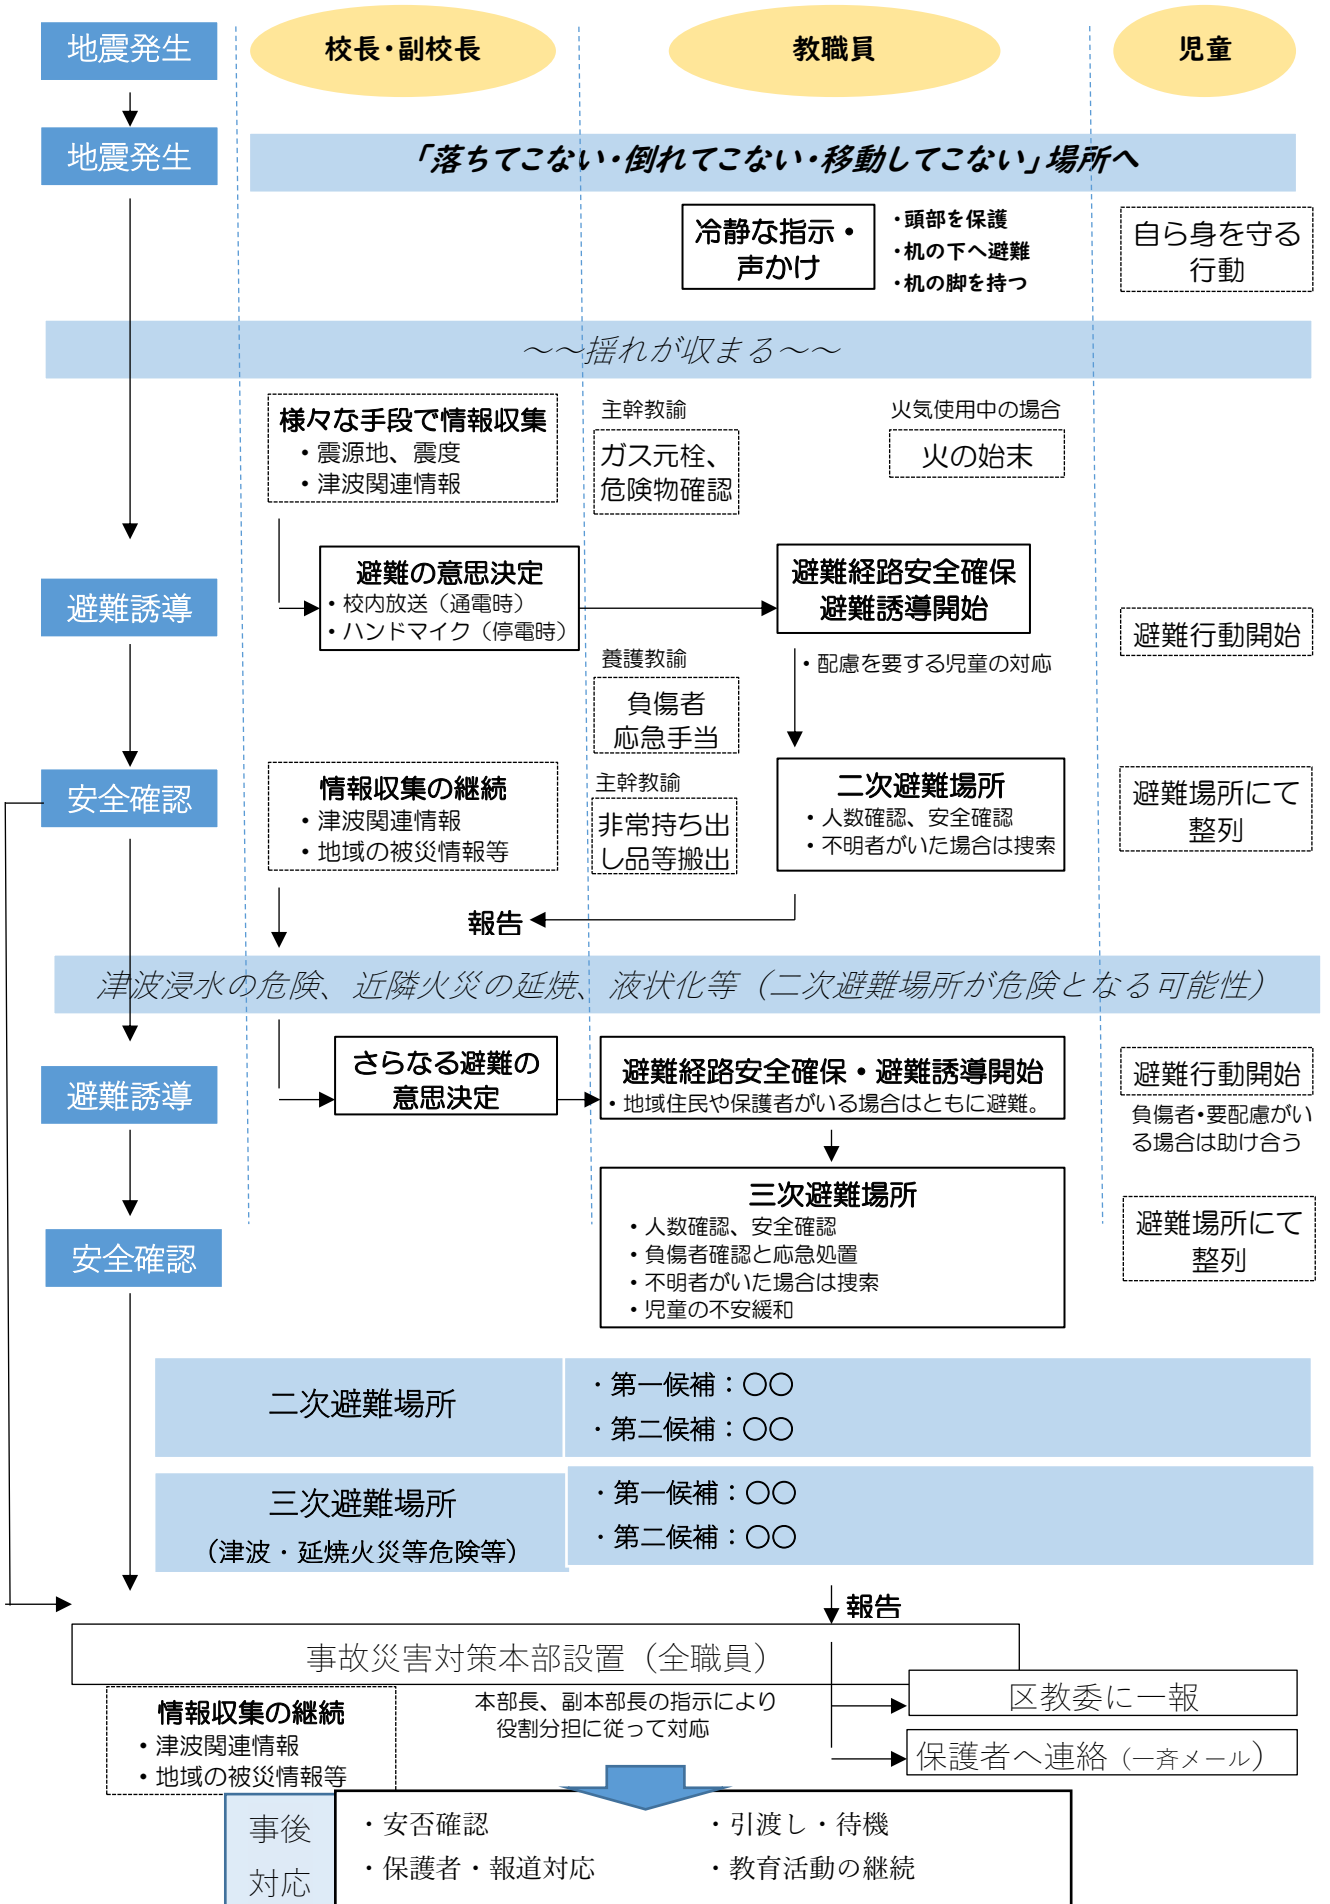 地震発生
校長・副校長
教職員
児童
地震発生
「落ちてこない・倒れてこない・移動してこない」場所へ
冷静な指示・
声かけ
・頭部を保護
・机の下へ避難
・机の脚を持つ
自ら身を守る
行動
～～揺れが収まる～～
様々な手段で情報収集
・震源地、震度
・津波関連情報
主幹教諭
ガス元栓、
危険物確認
火気使用中の場合
火の始末
避難誘導
避難の意思決定
・校内放送（通電時）
・ハンドマイク（停電時）
避難経路安全確保
避難誘導開始
・配慮を要する児童の対応
避難行動開始
養護教諭
負傷者
応急手当
安全確認
情報収集の継続
・津波関連情報
・地域の被災情報等
主幹教諭
非常持ち出
し品等搬出
二次避難場所
・人数確認、安全確認
・不明者がいた場合は捜索
避難場所にて
整列
報告
津波浸水の危険、近隣火災の延焼、液状化等（二次避難場所が危険となる可能性）
避難誘導
さらなる避難の
意思決定
避難経路安全確保・避難誘導開始
・地域住民や保護者がいる場合はともに避難。
避難行動開始
負傷者・要配慮がい
る場合は助け合う
安全確認
三次避難場所
・人数確認、安全確認
・負傷者確認と応急処置
・不明者がいた場合は捜索
・児童の不安緩和
避難場所にて
整列
二次避難場所
・第一候補：〇〇
・第二候補：〇〇
三次避難場所
（津波・延焼火災等危険等）
・第一候補：〇〇
・第二候補：〇〇
報告
事故災害対策本部設置（全職員）
情報収集の継続
・津波関連情報
・地域の被災情報等
本部長、副本部長の指示により
役割分担に従って対応
区教委に一報
保護者へ連絡（一斉メール）
事後
対応
・安否確認
・引渡し・待機
・保護者・報道対応
・教育活動の継続